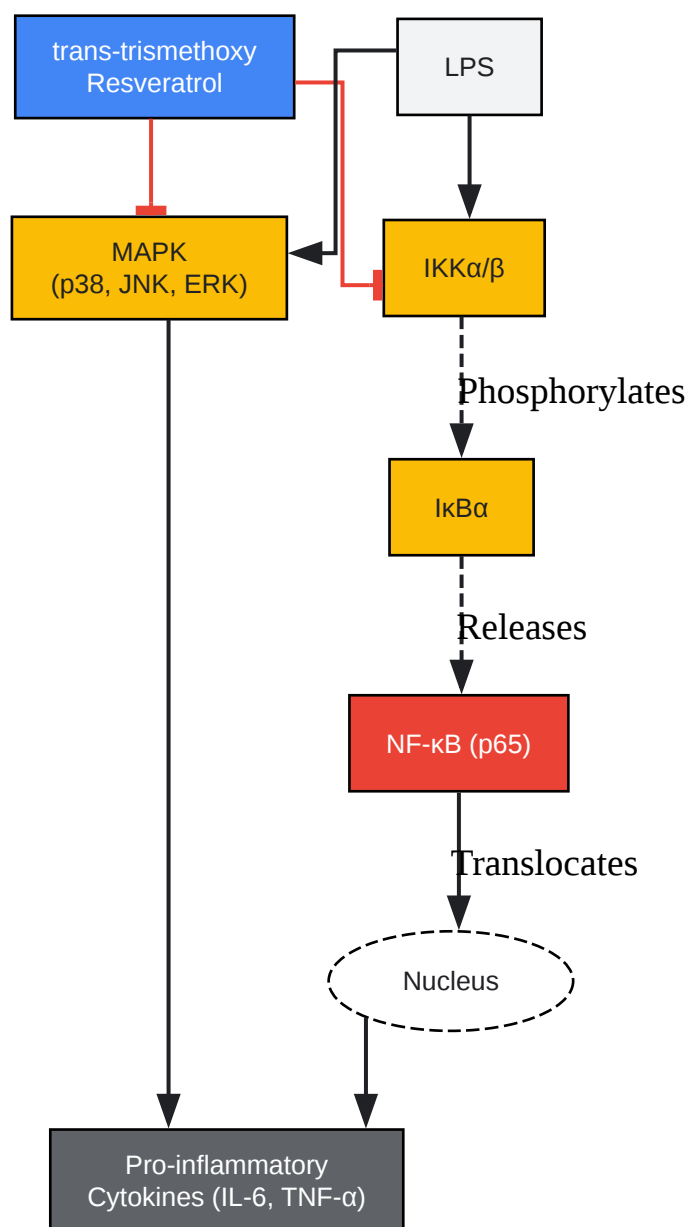 trans-trismethoxy
Resveratrol
LPS
MAPK
(p38, JNK, ERK)
IKKα/β
Phosphorylates
IκBα
Releases
NF-κB (p65)
Translocates
Nucleus
Pro-inflammatory
Cytokines (IL-6, TNF-α)